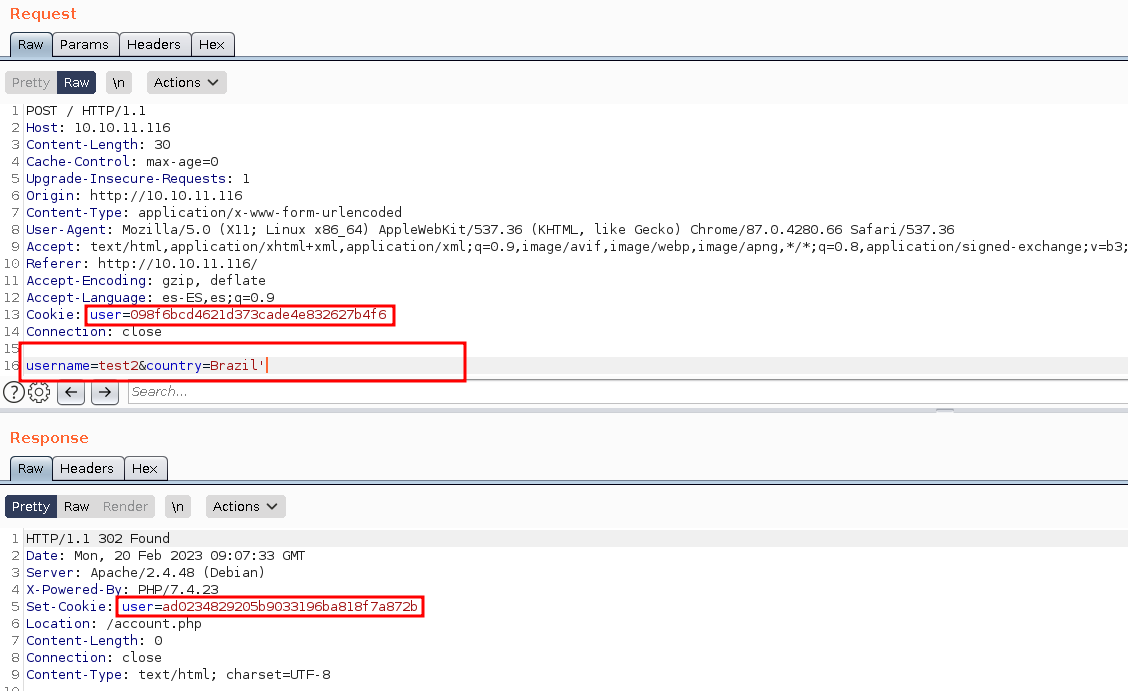 Request
Raw Params Headers Hex
Pretty Raw \n Actions
1 POST / HTTP/1.1
2 Host: 10.10.11.116
3 Content-Length: 30
4 Cache-Control: max-age=0
5 Upgrade-Insecure-Requests: 1
6 Origin: http://10.10.11.116
7 Content-Type: application/x-www-form-urlencoded
8 User-Agent: Mozilla/5.0 (X11; Linux x86_64) AppleWebKit/537.36 (KHTML, like Gecko) Chrome/87.0.4280.66 Safari/537.36
9 Accept: text/html,application/xhtml+xml,application/xml;q=0.9,image/avif,image/webp,image/apng,*/*;q=0.8,application/signed-exchange;v=b3;
10 Referer: http://10.10.11.116/
11 Accept-Encoding: gzip, deflate
12 Accept-Language: es-ES,es;q=0.9
13 Cookie: user=098f6bcd4621d373cade4e832627b4f6
14 Connection: close
15
16 username=test2&country=Brazil'
? Search...
Response
Raw Headers Hex
Pretty Raw Render \n Actions
1 HTTP/1.1 302 Found
2 Date: Mon, 20 Feb 2023 09:07:33 GMT
3 Server: Apache/2.4.48 (Debian)
4 X-Powered-By: PHP/7.4.23
5 Set-Cookie: user=ad0234829205b9033196ba818f7a872b
6 Location: /account.php
7 Content-Length: 0
8 Connection: close
9 Content-Type: text/html; charset=UTF-8
10